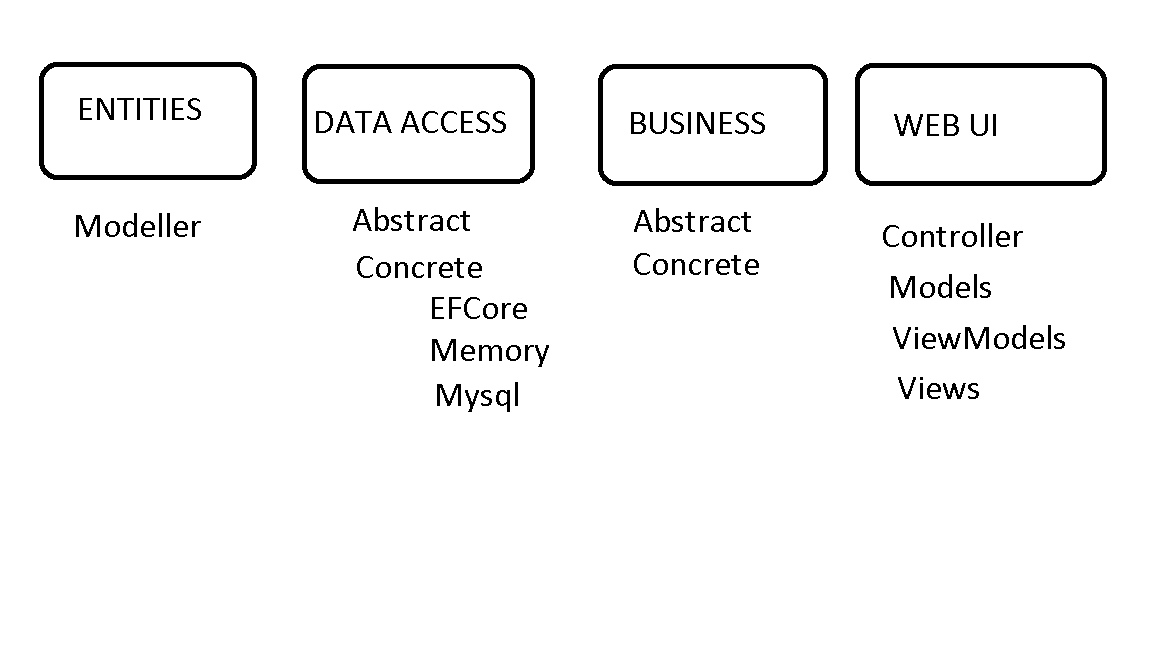 ENTITIES
Modeller
DATA ACCESS
Abstract
Concrete
EFCore
Memory
Mysql
BUSINESS
Abstract
Concrete
WEB UI
Controller
Models
ViewModels
Views